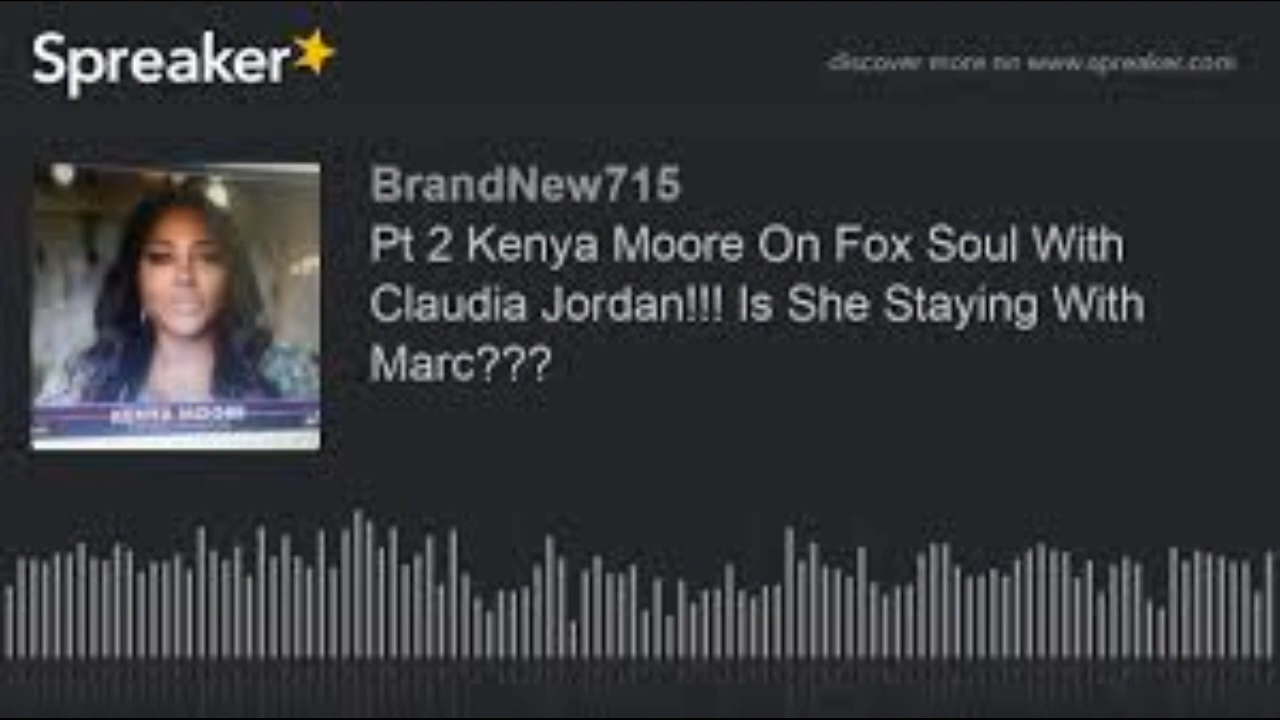 Spreaker
discover more on www.spreaker.com
BrandNew715
Pt 2 Kenya Moore On Fox Soul With
Claudia Jordan!!! Is She Staying With
Marc???
KENYA MOORE